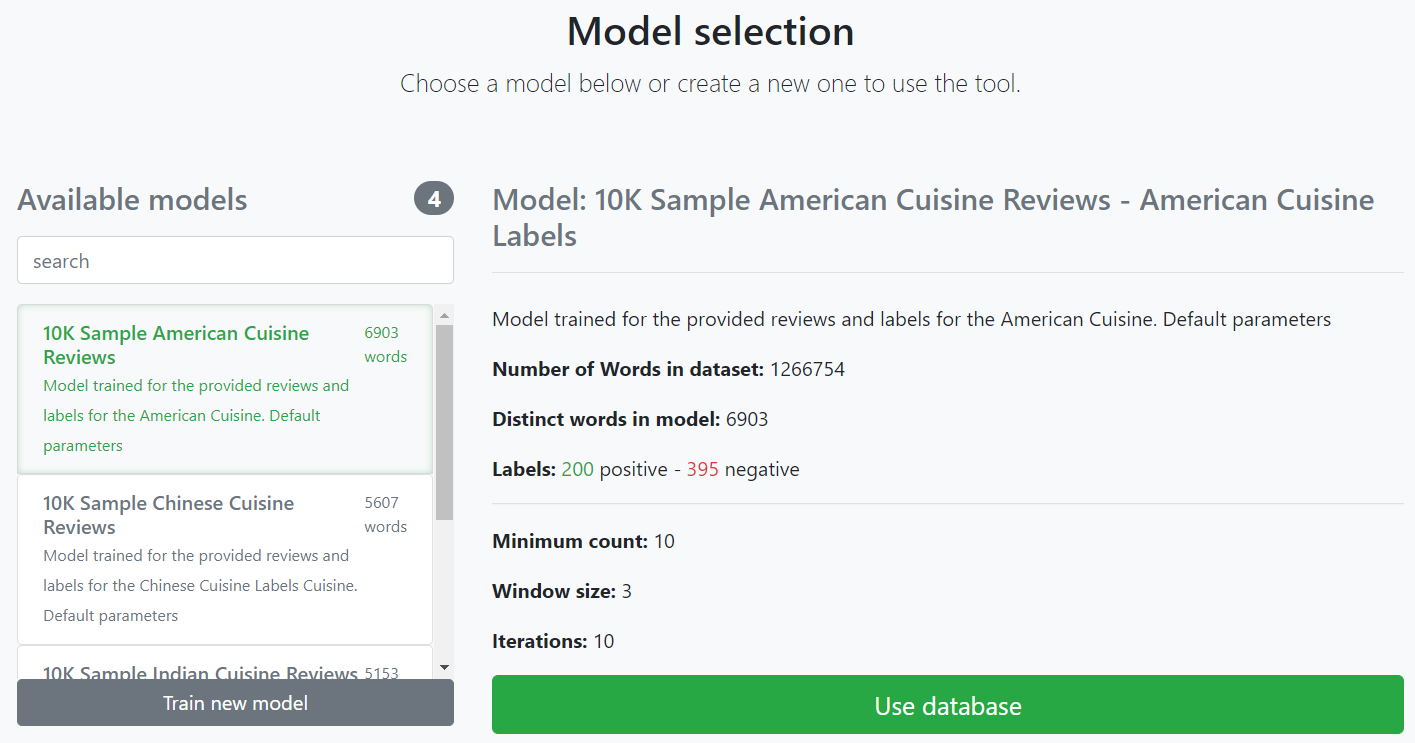 Model selection
Choose a model below or create a new one to use the tool.
Available models
4
search
10K Sample American Cuisine
Reviews
6903
words
Model trained for the provided reviews and
labels for the American Cuisine. Default
parameters
10K Sample Chinese Cuisine
Reviews
5607
words
Model trained for the provided reviews and
labels for the Chinese Cuisine Labels Cuisine.
Default parameters
10K Sample Indian Cuisine Reviews
5153
Train new model
Model: 10K Sample American Cuisine Reviews - American Cuisine
Labels
Model trained for the provided reviews and labels for the American Cuisine. Default parameters
Number of Words in dataset: 1266754
Distinct words in model: 6903
Labels: 200 positive - 395 negative
Minimum count: 10
Window size: 3
Iterations: 10
Use database